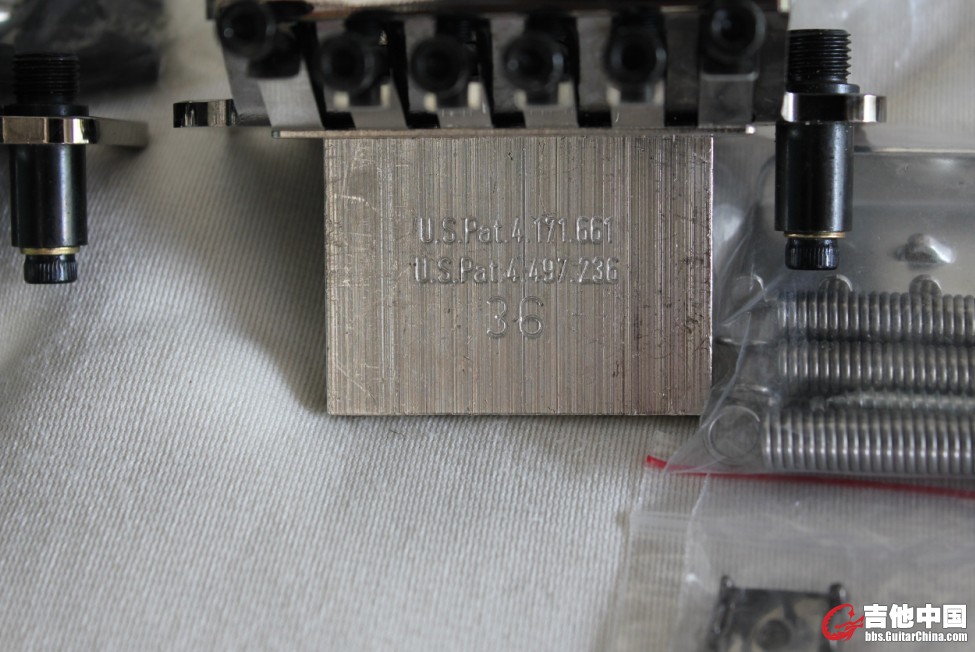 U.S.Pat.4.171.661
U.S.Pat.4.497.236
36
吉他中国
bbs.GuitarChina.com